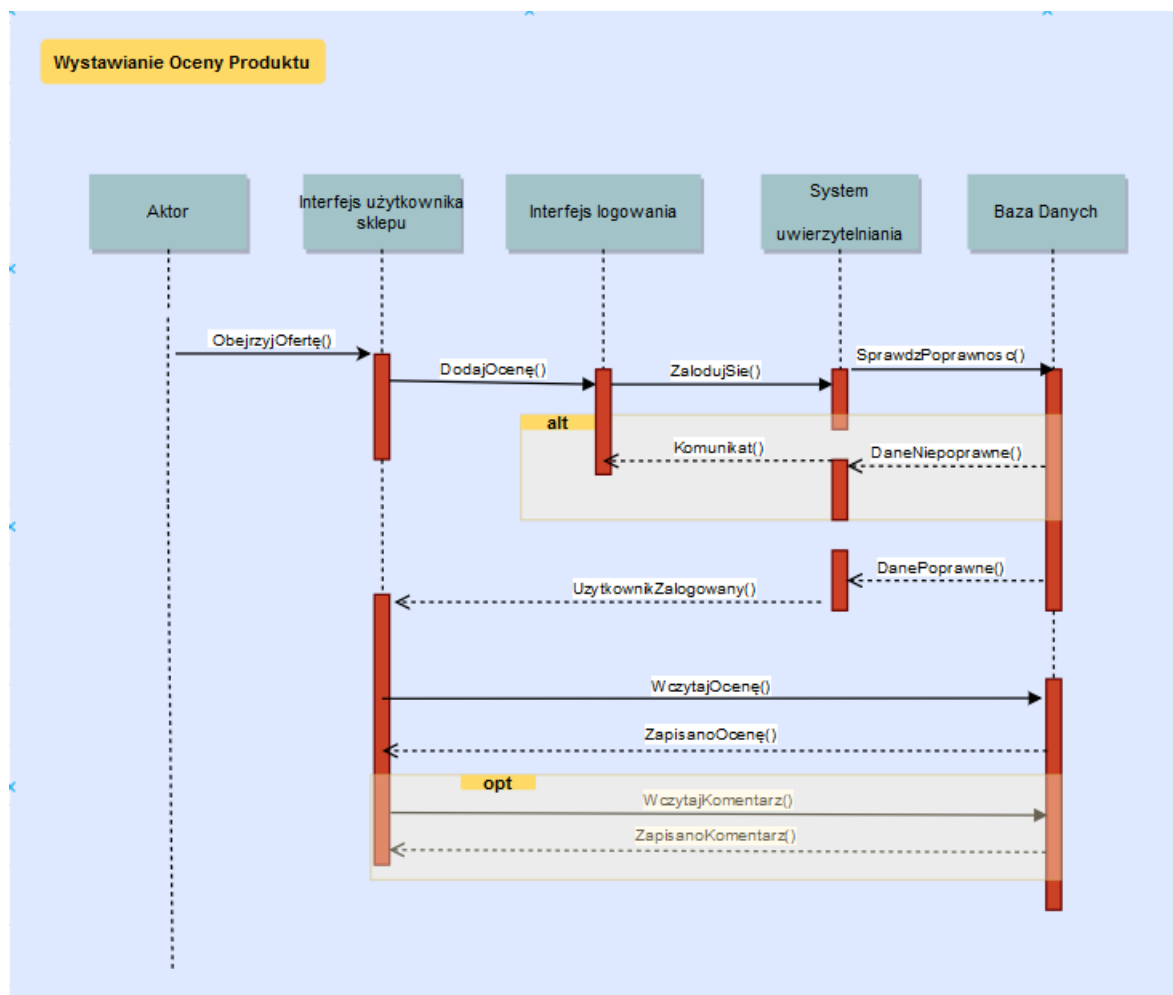 Wystawianie Oceny Produktu
Aktor
Interfejs użytkownika
sklepu
Interfejs logowania
System
uwierzytelniania
Baza Danych
ObejrzyjOfertę()
DodajOcenę()
ZalodujSie()
SprawdzPoprawnosc()
alt
Komunikat()
DaneNiepoprawne()
DanePoprawne()
UzytkownikZalogowany()
WczytajOcenę()
ZapisanoOcenę()
opt
WczytajKomentarz()
ZapisanoKomentarz()